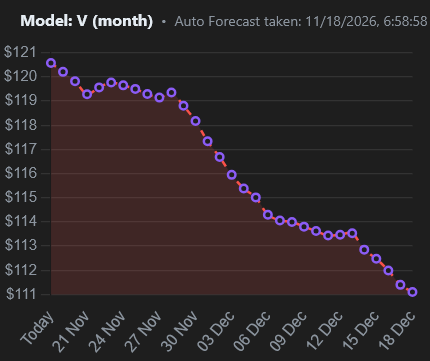 Model: V (month) • Auto Forecast taken: 11/18/2026, 6:58:58
$121
$120
$119
$118
$117
$116
$115
$114
$113
$112
$111
Today
21 Nov
24 Nov
27 Nov
30 Nov
03 Dec
06 Dec
09 Dec
12 Dec
15 Dec
18 Dec